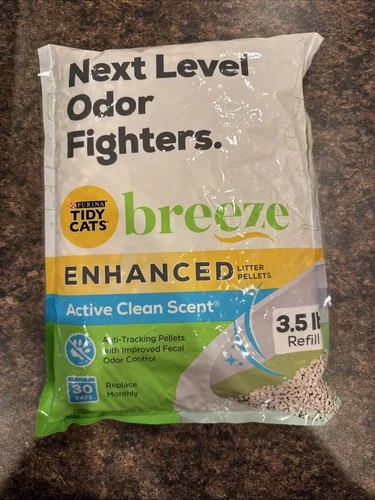 Next Level
Odor
Fighters.
PURINA
TIDY
CATS
breeze
ENHANCED LITTER
PELLETS
Active Clean Scent®
3.5 lb
Refill
Anti-Tracking Pellets
with Improved Fecal
Odor Control
30
DAYS
Replace
Monthly